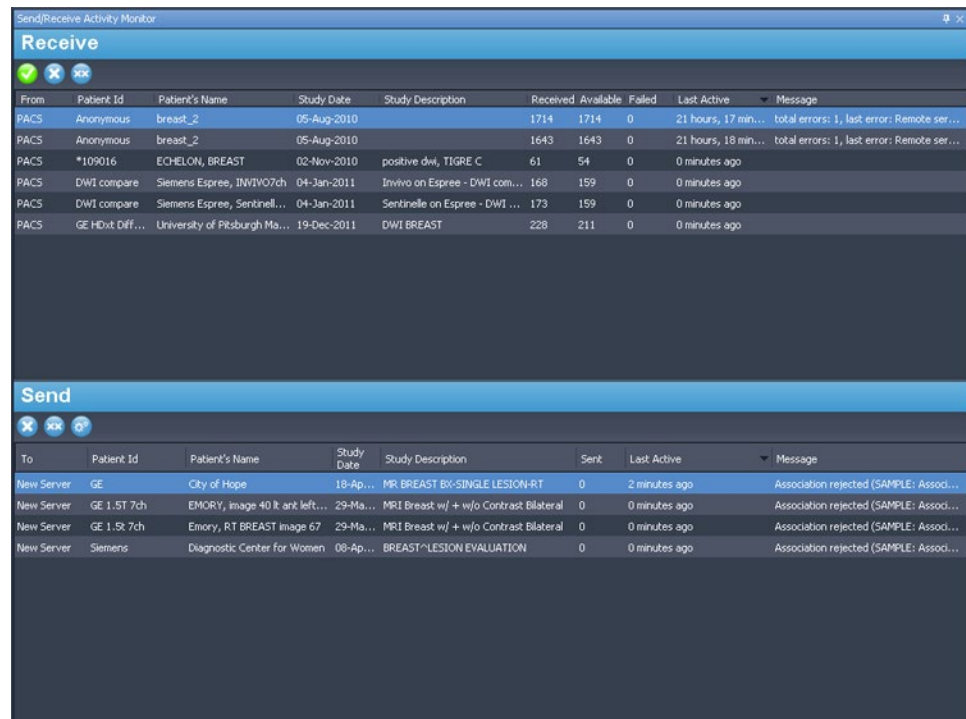 Send/Receive Activity Monitor
Receive
From Patient Id Patient's Name Study Date Study Description Received Available Failed Last Active Message
PACS Anonymous breast_2 05-Aug-2010 1714 1714 0 21 hours, 17 min... total errors: 1, last error: Remote ser...
PACS Anonymous breast_2 05-Aug-2010 1643 1643 0 21 hours, 18 min... total errors: 1, last error: Remote ser...
PACS *109016 ECHELON, BREAST 02-Nov-2010 positive dwi, TIGRE C 61 54 0 0 minutes ago
PACS DWI compare Siemens Espree, INVIVO7ch 04-Jan-2011 Invivo on Espree - DWI com... 168 159 0 0 minutes ago
PACS DWI compare Siemens Espree, Sentinell... 04-Jan-2011 Sentinelle on Espree - DWI ... 173 159 0 0 minutes ago
PACS GE HDxt Diff... University of Pitsburgh Ma... 19-Dec-2011 DWI BREAST 228 211 0 0 minutes ago
Send
To Patient Id Patient's Name Study Date Study Description Sent Last Active Message
New Server GE City of Hope 18-Ap... MR BREAST BX-SINGLE LESION-RT 0 2 minutes ago Association rejected (SAMPLE: Associ...
New Server GE 1.5T 7ch EMORY, image 40 lt ant left... 29-Ma... MRI Breast w/ + w/o Contrast Bilateral 0 0 minutes ago Association rejected (SAMPLE: Associ...
New Server GE 1.5t 7ch Emory, RT BREAST image 67 29-Ma... MRI Breast w/ + w/o Contrast Bilateral 0 0 minutes ago Association rejected (SAMPLE: Associ...
New Server Siemens Diagnostic Center for Women 08-Ap... BREAST^LESION EVALUATION 0 0 minutes ago Association rejected (SAMPLE: Associ...